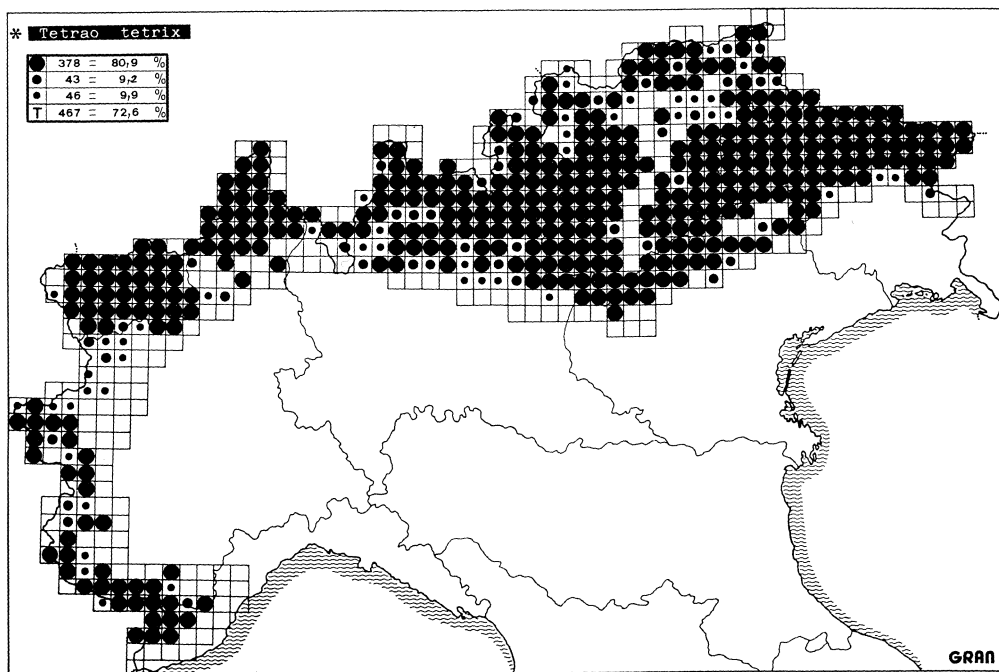 * Tetrao tetrix
378 = 80,9 %
43 = 9,2 %
46 = 9,9 %
T 467 = 72,6 %
GRAN